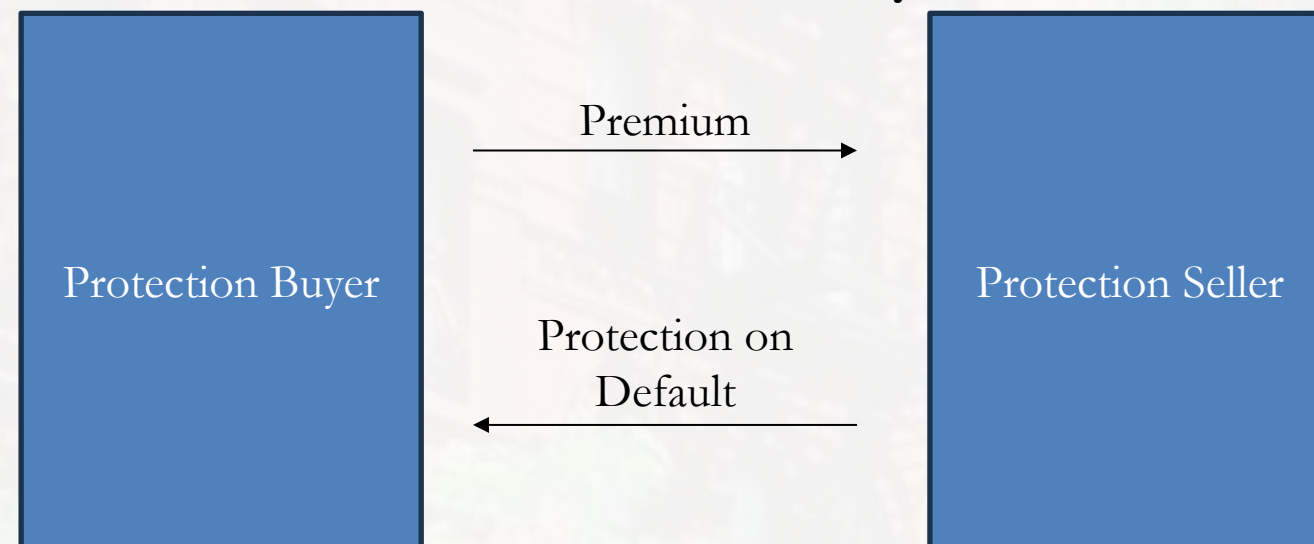 Premium
Protection Buyer
Protection Seller
Protection on
Default